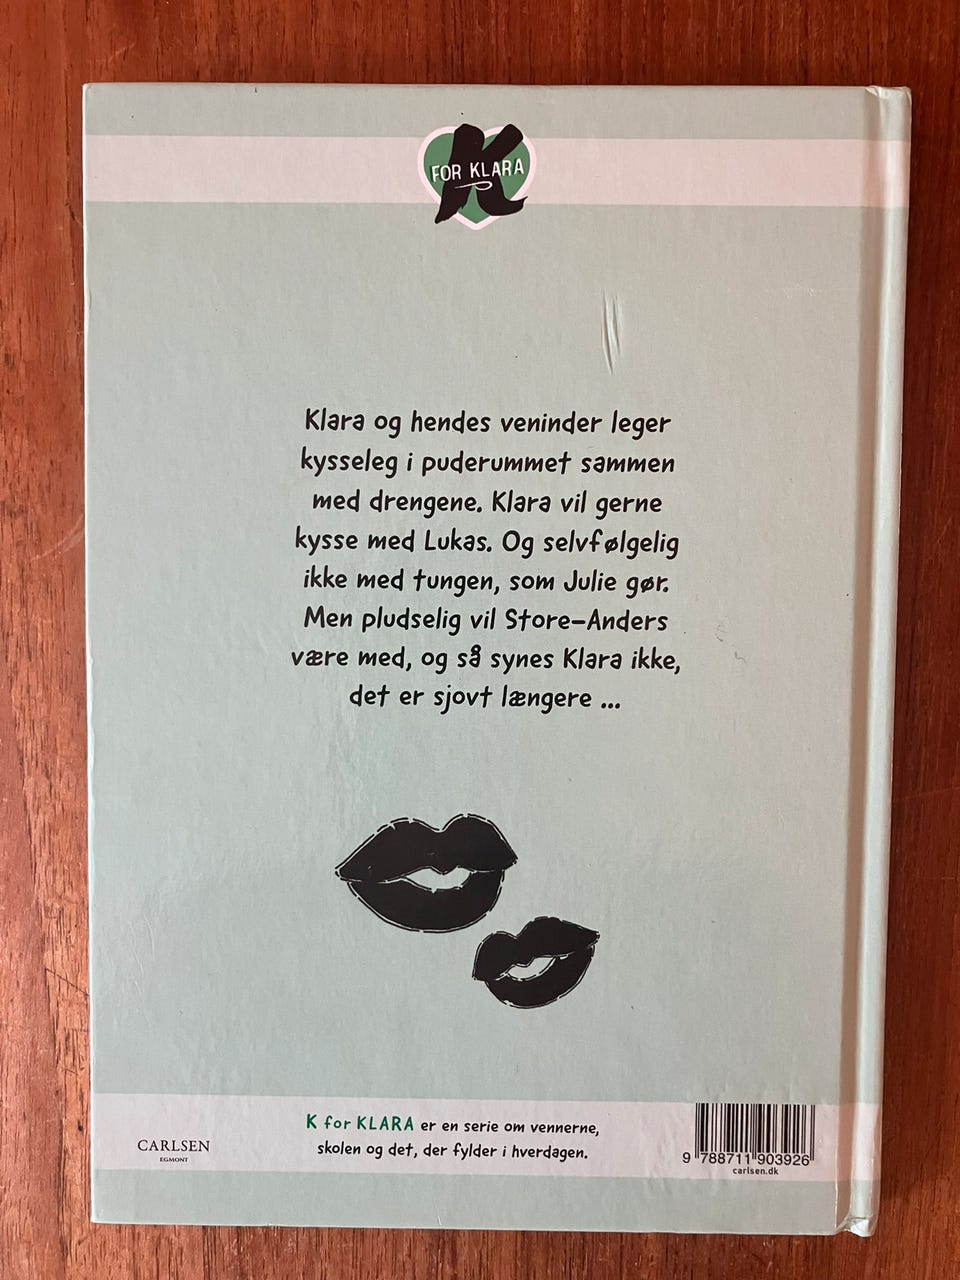 K
FOR KLARA
Klara og hendes veninder leger
kysseleg i puderummet sammen
med drengene. Klara vil gerne
kysse med Lukas. Og selvfølgelig
ikke med tungen, som Julie gør.
Men pludselig vil Store-Anders
være med, og så synes Klara ikke,
det er sjovt længere ...
CARLSEN
EGMONT
K for KLARA er en serie om vennerne,
skolen og det, der fylder i hverdagen.
9 788711 903926
carlsen.dk